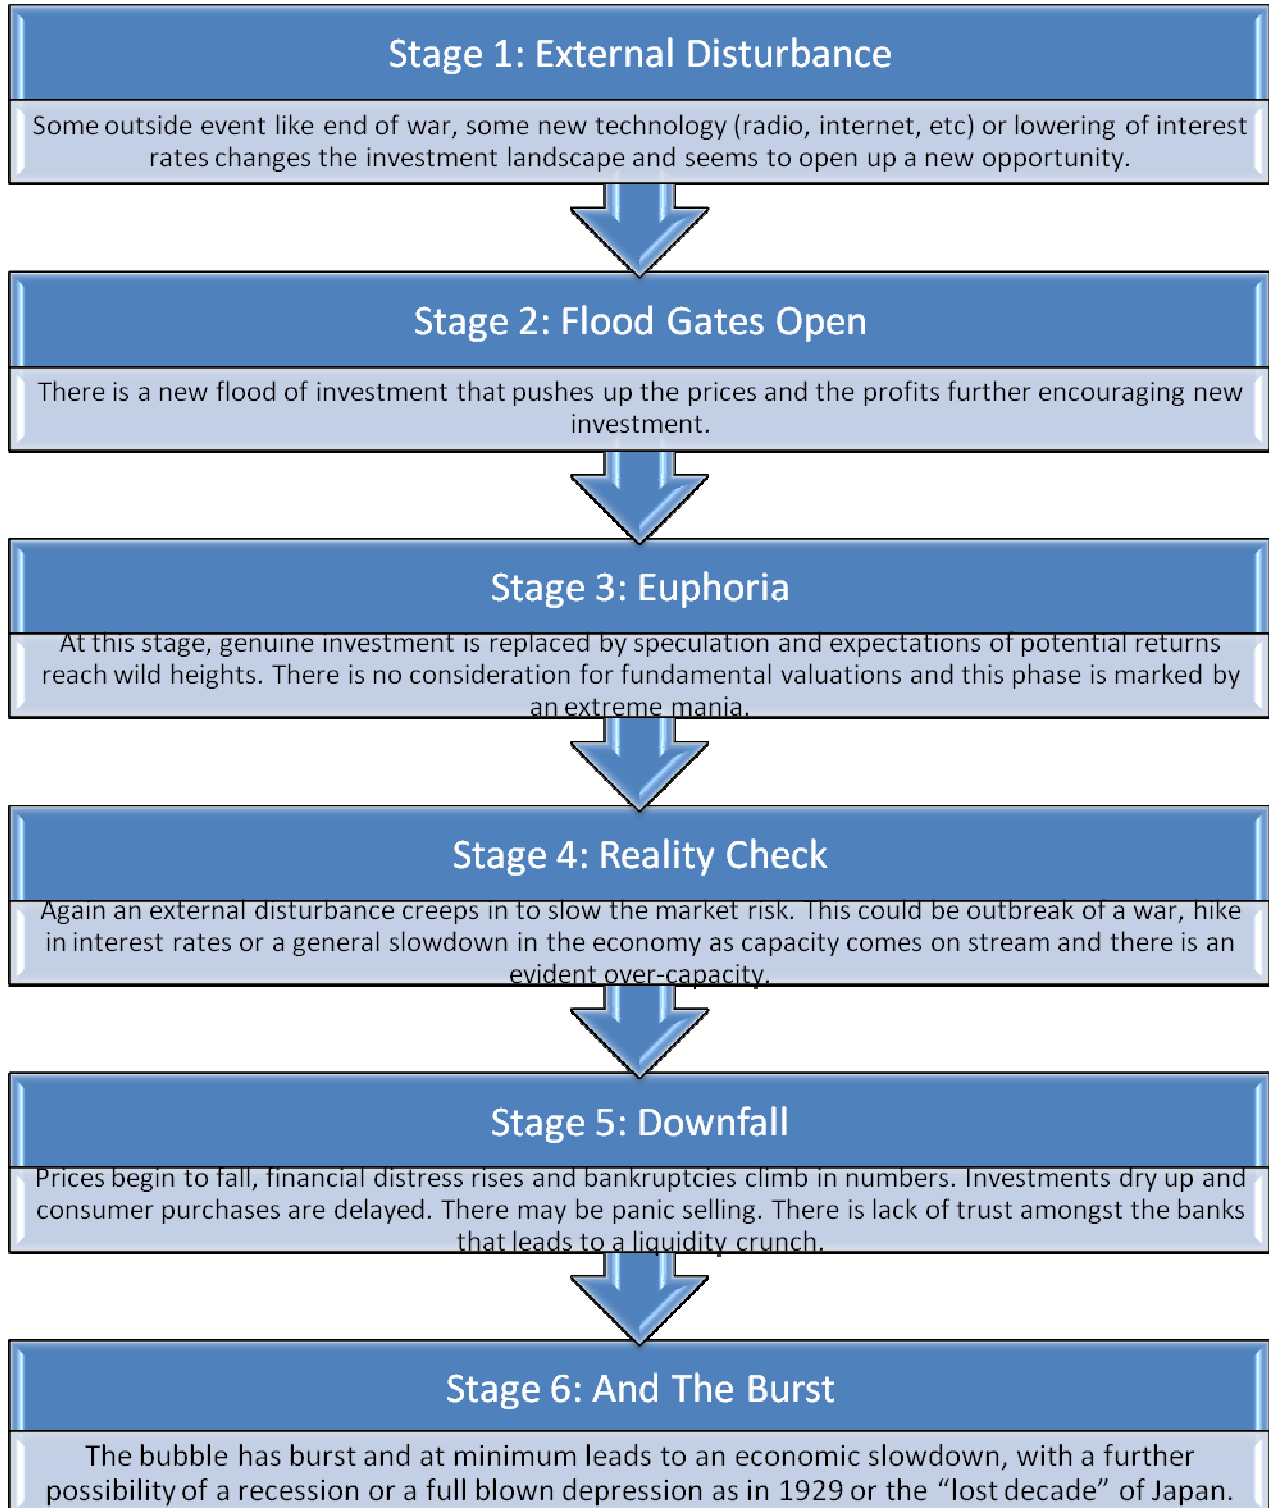 Stage 1: External Disturbance
Some outside event like end of war, some new technology (radio, internet, etc) or lowering of interest
rates changes the investment landscape and seems to open up a new opportunity.
Stage 2: Flood Gates Open
There is a new flood of investment that pushes up the prices and the profits further encouraging new
investment.
Stage 3: Euphoria
At this stage, genuine investment is replaced by speculation and expectations of potential returns
reach wild heights. There is no consideration for fundamental valuations and this phase is marked by
an extreme mania.
Stage 4: Reality Check
Again an external disturbance creeps in to slow the market risk. This could be outbreak of a war, hike
in interest rates or a general slowdown in the economy as capacity comes on stream and there is an
evident over-capacity.
Stage 5: Downfall
Prices begin to fall, financial distress rises and bankruptcies climb in numbers. Investments dry up and
consumer purchases are delayed. There may be panic selling. There is lack of trust amongst the banks
that leads to a liquidity crunch.
Stage 6: And The Burst
The bubble has burst and at minimum leads to an economic slowdown, with a further
possibility of a recession or a full blown depression as in 1929 or the “lost decade” of Japan.